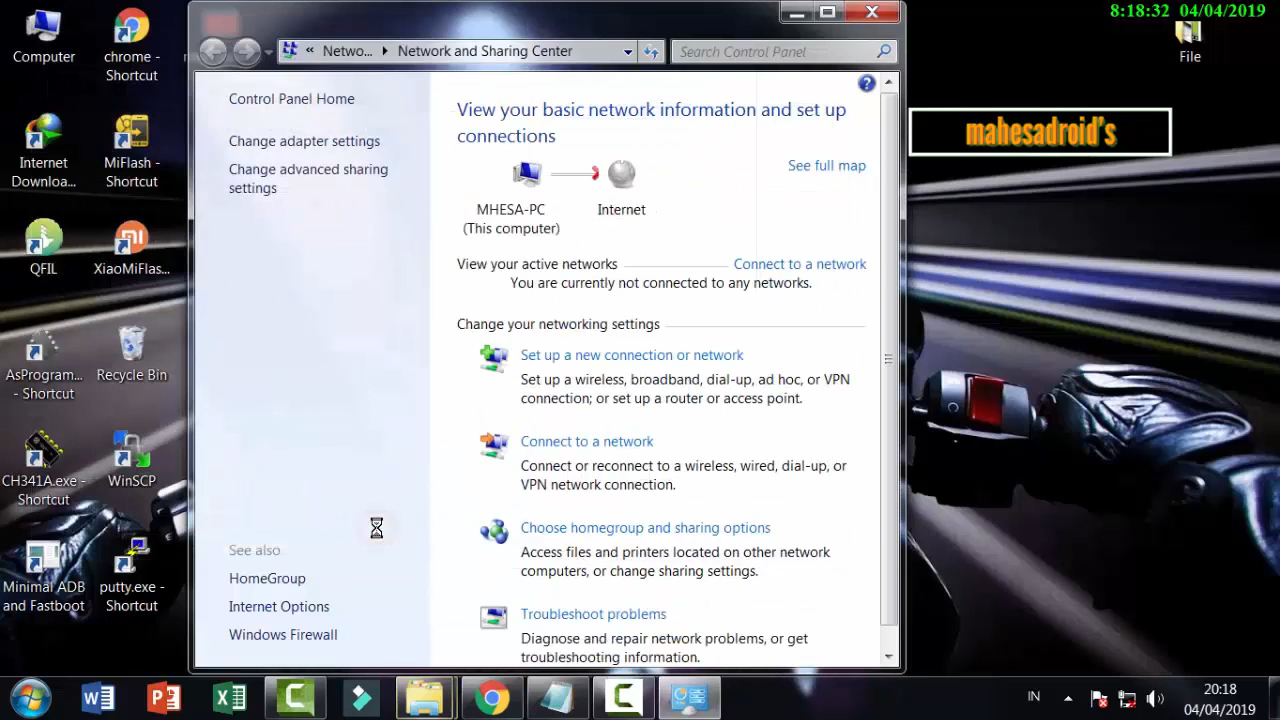 8:18:32 04/04/2019
Computer
chrome -
Shortcut
Internet
Downloa...
MiFlash -
Shortcut
QFIL
XiaoMiFlas...
AsProgram...
- Shortcut
Recycle Bin
CH341A.exe -
Shortcut
WinSCP
Minimal ADB
and Fastboot
putty.exe -
Shortcut
File
mahesadroid's
« Netwo... Network and Sharing Center
Search Control Panel
Control Panel Home
Change adapter settings
Change advanced sharing
settings
See also
HomeGroup
Internet Options
Windows Firewall
View your basic network information and set up
connections
See full map
MHESA-PC
(This computer)
Internet
View your active networks
Connect to a network
You are currently not connected to any networks.
Change your networking settings
Set up a new connection or network
Set up a wireless, broadband, dial-up, ad hoc, or VPN
connection; or set up a router or access point.
Connect to a network
Connect or reconnect to a wireless, wired, dial-up, or
VPN network connection.
Choose homegroup and sharing options
Access files and printers located on other network
computers, or change sharing settings.
Troubleshoot problems
Diagnose and repair network problems, or get
troubleshooting information.
IN
20:18
04/04/2019